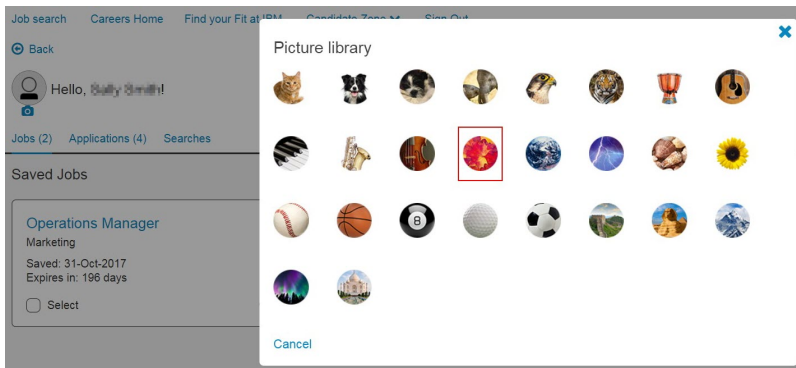 Job search Careers Home Find your Fit at IBM Candidate Zone Sign Out
Back
Hello, !
Jobs (2) Applications (4) Searches
Saved Jobs
Operations Manager
Marketing
Saved: 31-Oct-2017
Expires in: 196 days
Select
Picture library
8
Cancel